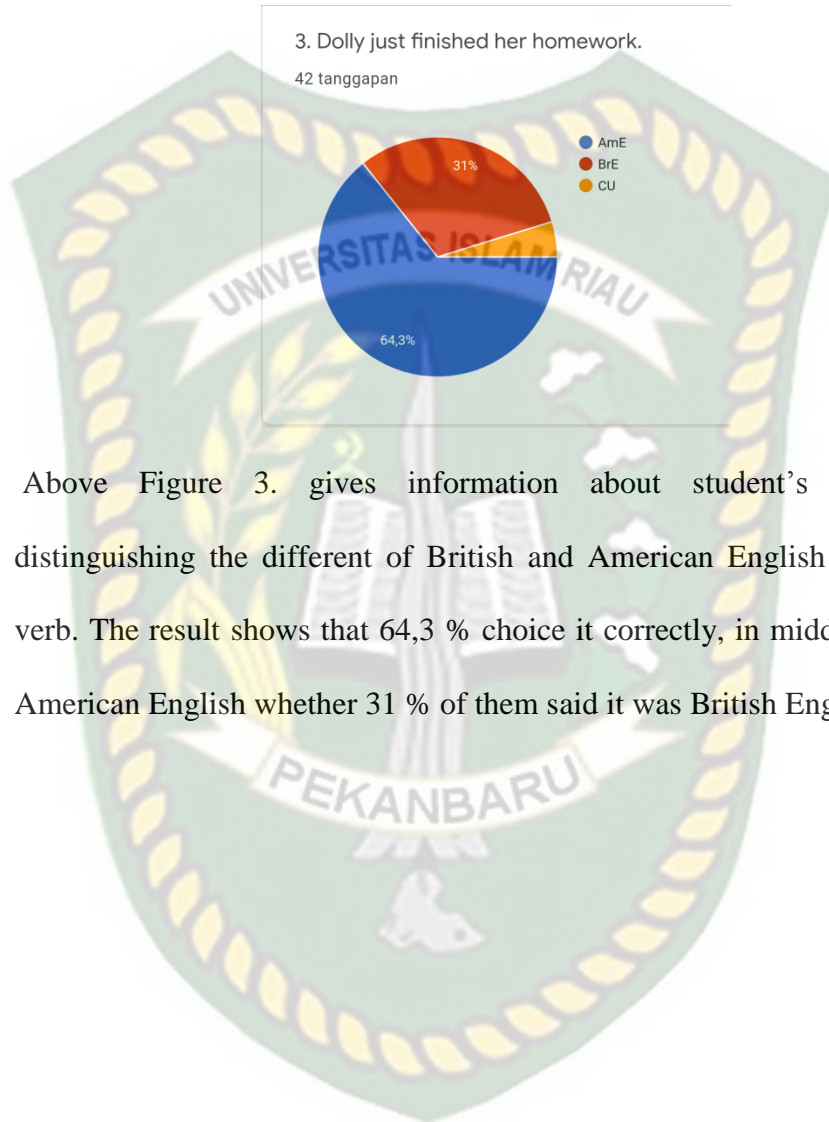 3. Dolly just finished her homework.
42 tanggapan
AmE
BrE
CU
31%
64,3%
UNIVERSITAS ISLAM RIAU
Above Figure 3. gives information about student's
distinguishing the different of British and American English
verb. The result shows that 64,3 % choice it correctly, in
American English whether 31 % of them said it was British
PEKANBARU